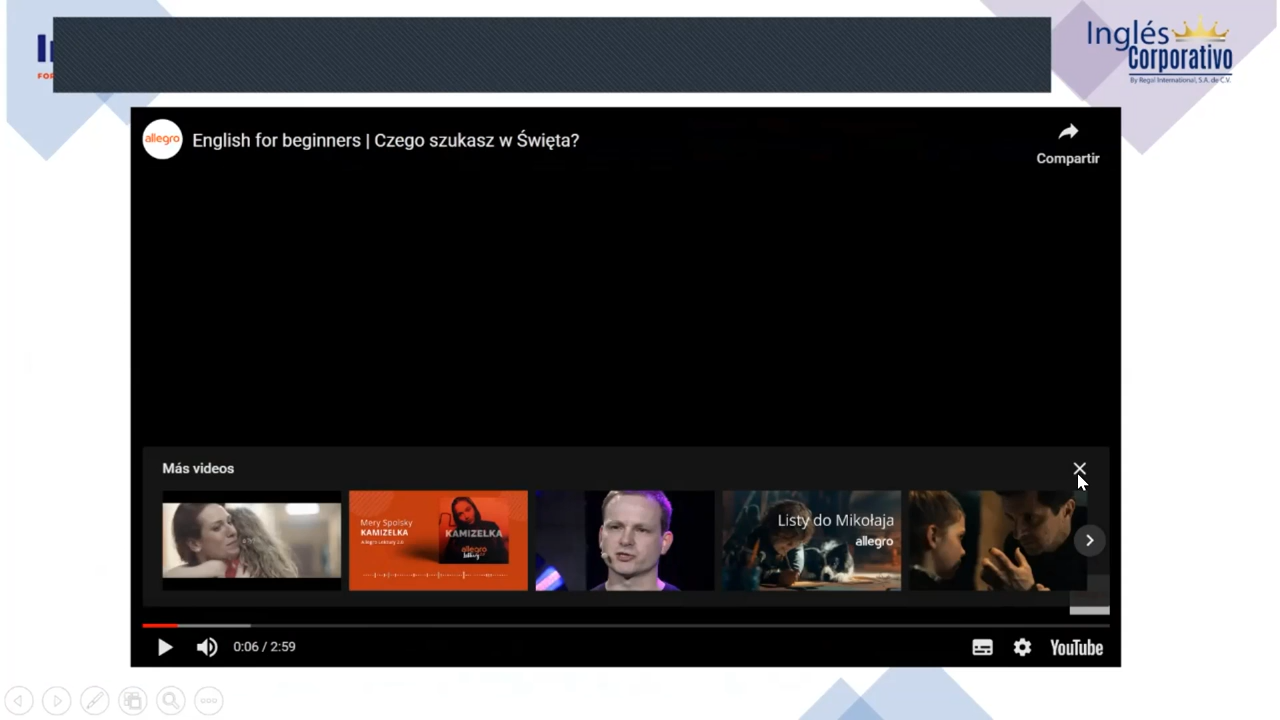 Inglés
Corporativo
By Regal International, S.A. de C.V.
allegro
English for beginners | Czego szukasz w Święta?
Compartir
Más videos
Mery Spolsky
KAMIZELKA
KAMIZELKA
allegro
Listy do Mikołaja
allegro
0:06 / 2:59
YouTube